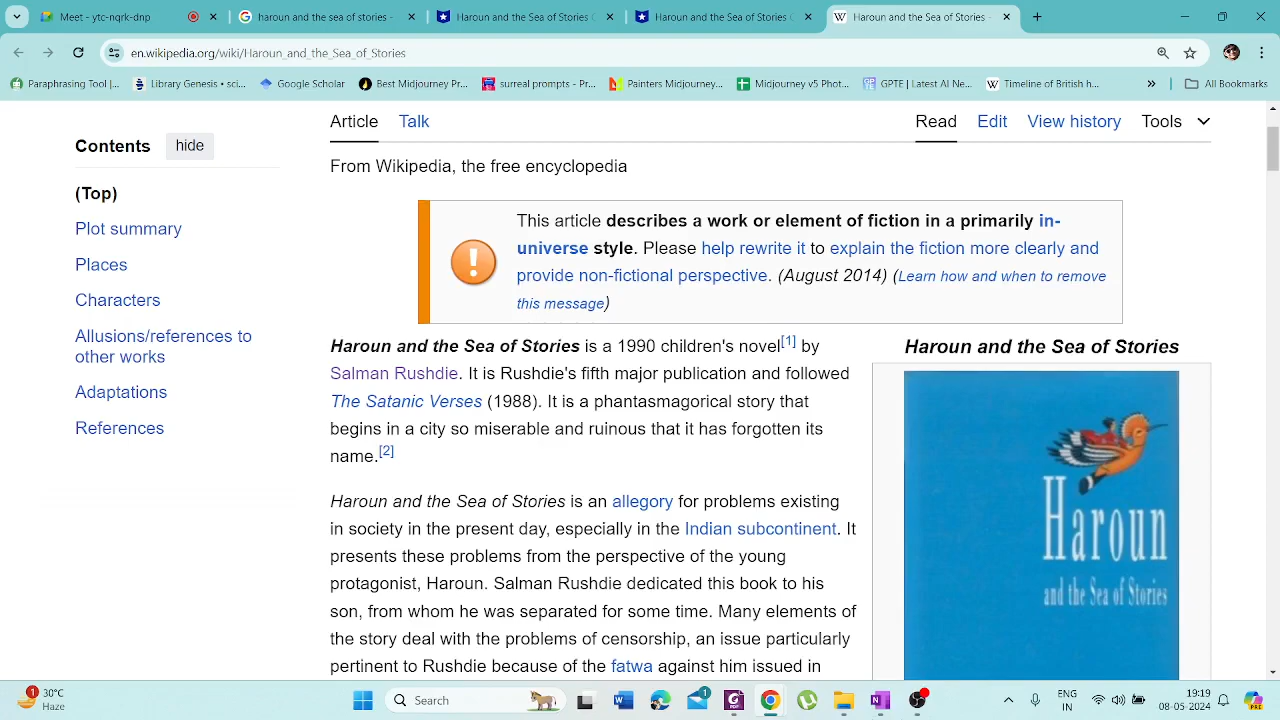 Meet - ytc-nqrk-dnp
haroun and the sea of stories -
Haroun and the Sea of Stories
Haroun and the Sea of Stories
Haroun and the Sea of Stories -
en.wikipedia.org/wiki/Haroun_and_the_Sea_of_Stories
Paraphrasing Tool |...
Library Genesis • sci...
Google Scholar
Best Midjourney Pr...
surreal prompts - Pr...
Painters Midjourney...
Midjourney v5 Phot...
GPTE | Latest AI Ne...
Timeline of British h...
»
All Bookmarks
Contents
hide
(Top)
Plot summary
Places
Characters
Allusions/references to
other works
Adaptations
References
Article
Talk
Read
Edit
View history
Tools
From Wikipedia, the free encyclopedia
This article describes a work or element of fiction in a primarily in-
universe style. Please help rewrite it to explain the fiction more clearly and
provide non-fictional perspective. (August 2014) (Learn how and when to remove
this message)
Haroun and the Sea of Stories is a 1990 children's novel[1] by
Salman Rushdie. It is Rushdie's fifth major publication and followed
The Satanic Verses (1988). It is a phantasmagorical story that
begins in a city so miserable and ruinous that it has forgotten its
name.[2]
Haroun and the Sea of Stories is an allegory for problems existing
in society in the present day, especially in the Indian subcontinent. It
presents these problems from the perspective of the young
protagonist, Haroun. Salman Rushdie dedicated this book to his
son, from whom he was separated for some time. Many elements of
the story deal with the problems of censorship, an issue particularly
pertinent to Rushdie because of the fatwa against him issued in
Haroun and the Sea of Stories
Haroun
and the Sea of Stories
1
30°C
Haze
Search
1
ENG
IN
19:19
08-05-2024